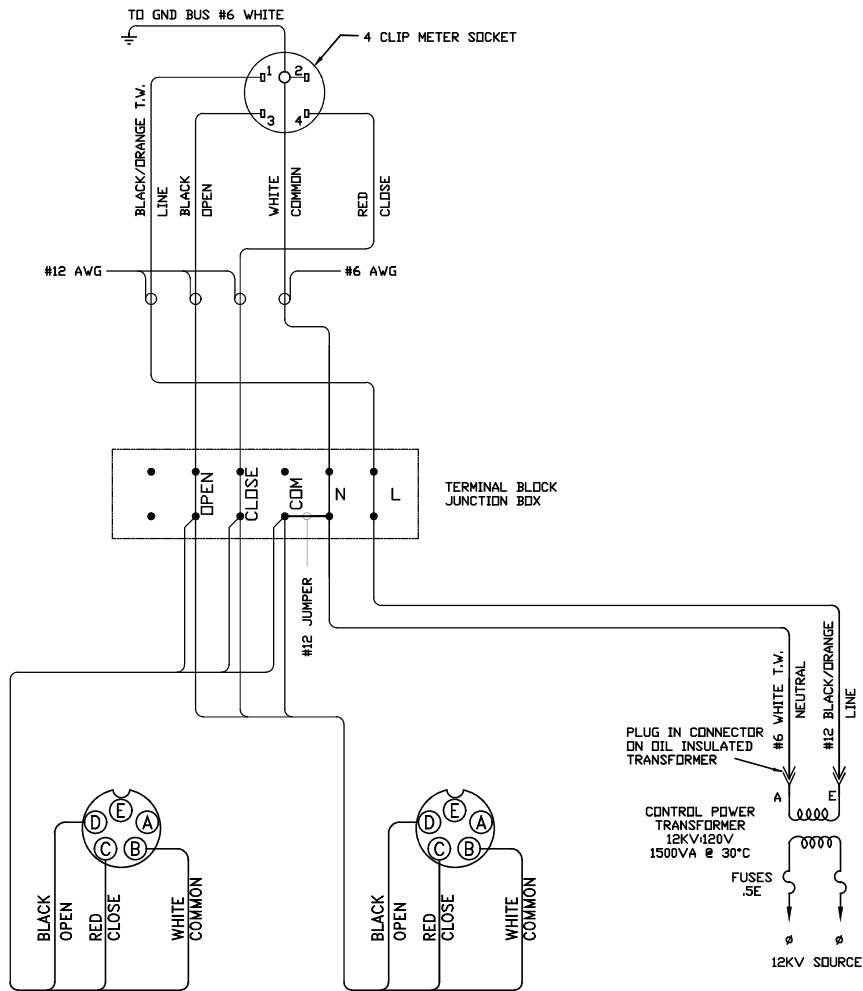 TO GND BUS #6 WHITE
4 CLIP METER SOCKET
1
2
3
4
BLACK/ORANGE T.W.
LINE
BLACK
OPEN
WHITE
COMMON
RED
CLOSE
#12 AWG
#6 AWG
OPEN
CLOSE
COM
N
L
TERMINAL BLOCK
JUNCTION BOX
#12 JUMPER
#6 WHITE T.W.
NEUTRAL
#12 BLACK/ORANGE
LINE
PLUG IN CONNECTOR
ON OIL INSULATED
TRANSFORMER
A
E
CONTROL POWER
TRANSFORMER
12KV:120V
1500VA @ 30°C
FUSES
.5E
Ø
Ø
12KV SOURCE
E
D
A
C
B
BLACK
OPEN
RED
CLOSE
WHITE
COMMON
E
D
A
C
B
BLACK
OPEN
RED
CLOSE
WHITE
COMMON